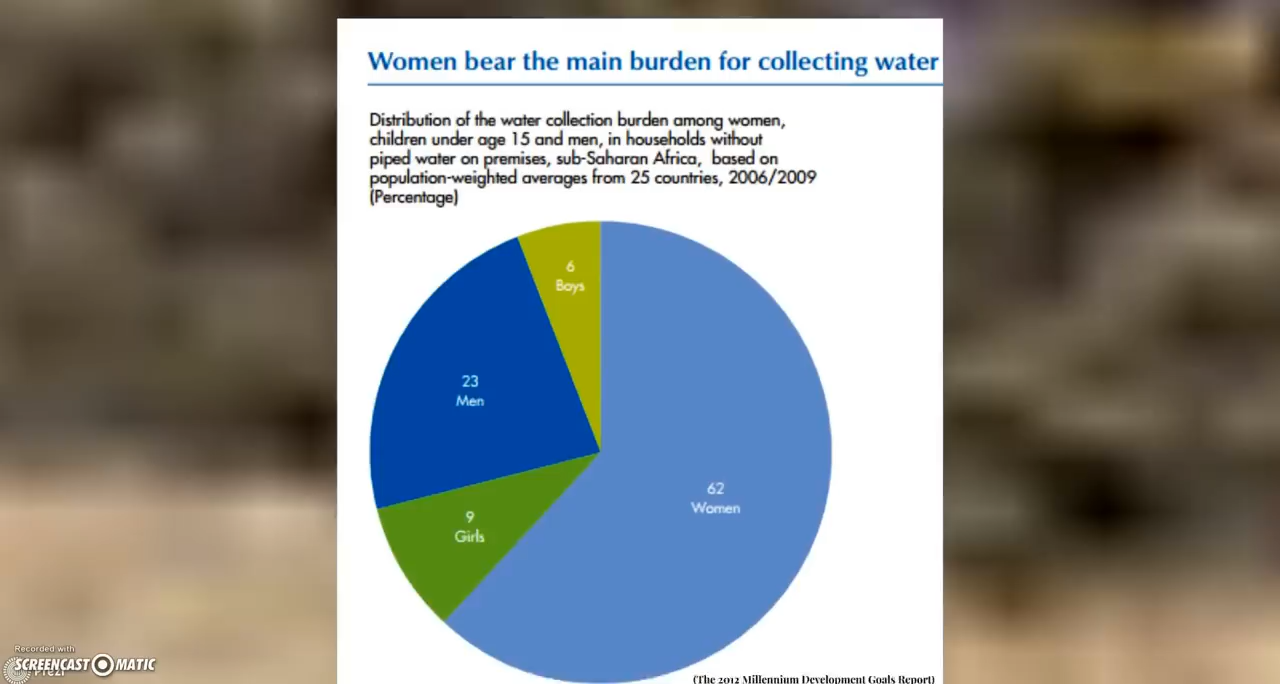 Women bear the main burden for collecting water
Distribution of the water collection burden among women,
children under age 15 and men, in households without
piped water on premises, sub-Saharan Africa, based on
population-weighted averages from 25 countries, 2006/2009
(Percentage)
6
Boys
23
Men
62
Women
9
Girls
(The 2012 Millennium Development Goals Report)
Recorded with
SCREENCAST MATIC
Prezi